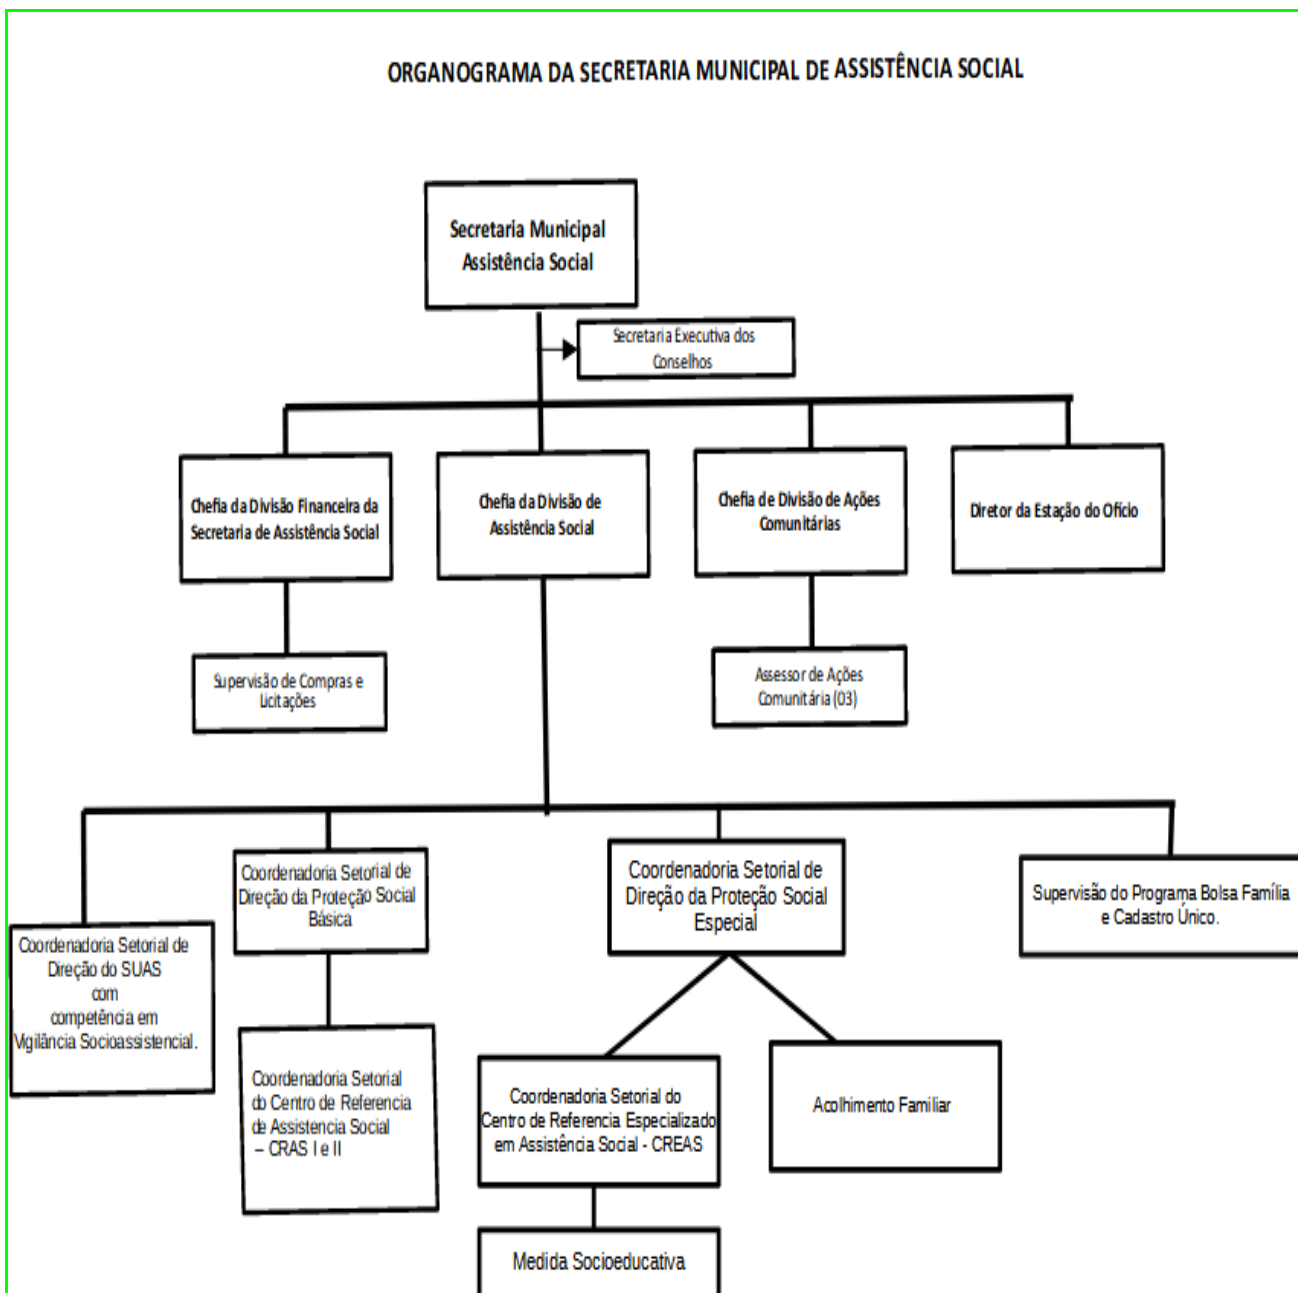 ORGANOGRAMA DA SECRETARIA MUNICIPAL DE ASSISTÊNCIA SOCIAL
Secretaria Municipal
Assistência Social
Secretaria Executiva dos
Conselhos
Chefia da Divisão Financeira da
Secretaria de Assistência Social
Chefia da Divisão de
Assistência Social
Chefia de Divisão de Ações
Comunitárias
Diretor da Estação do Ofício
Supervisão de Compras e
Licitações
Assessor de Ações
Comunitária (03)
Coordenadoria Setorial de
Direção do SUAS
com
competência em
Vigilância Socioassistencial.
Coordenadoria Setorial de
Direção da Proteção Social
Básica
Coordenadoria Setorial de
Direção da Proteção Social
Especial
Supervisão do Programa Bolsa Família
e Cadastro Único.
Coordenadoria Setorial
do Centro de Referencia
de Assistencia Social
– CRAS I e II
Coordenadoria Setorial do
Centro de Referencia Especializado
em Assistência Social - CREAS
Acolhimento Familiar
Medida Socioeducativa